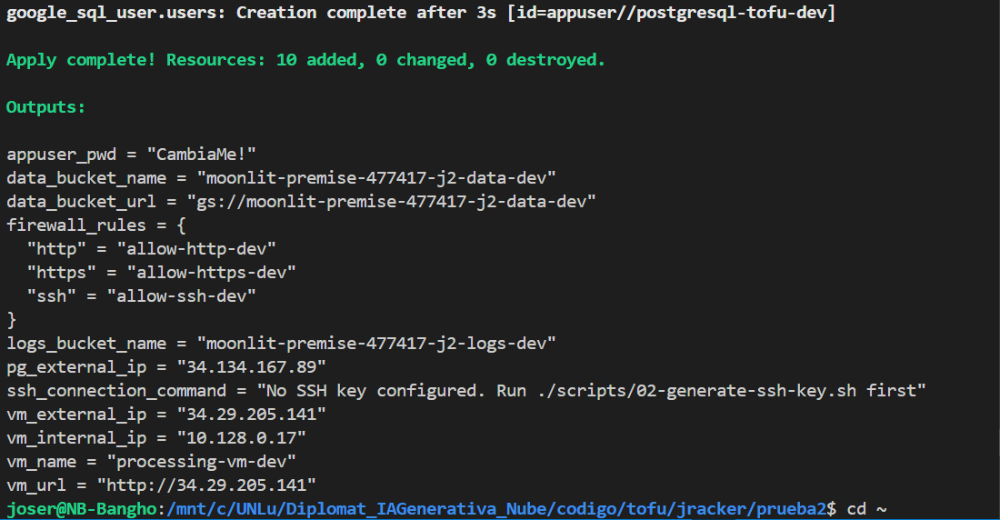 google_sql_user.users: Creation complete after 3s [id=appuser//postgresql-tofu-dev]
Apply complete! Resources: 10 added, 0 changed, 0 destroyed.
Outputs:
appuser_pwd = "CambiaMe!"
data_bucket_name = "moonlit-premise-477417-j2-data-dev"
data_bucket_url = "gs://moonlit-premise-477417-j2-data-dev"
firewall_rules = {
  "http" = "allow-http-dev"
  "https" = "allow-https-dev"
  "ssh" = "allow-ssh-dev"
}
logs_bucket_name = "moonlit-premise-477417-j2-logs-dev"
pg_external_ip = "34.134.167.89"
ssh_connection_command = "No SSH key configured. Run ./scripts/02-generate-ssh-key.sh first"
vm_external_ip = "34.29.205.141"
vm_internal_ip = "10.128.0.17"
vm_name = "processing-vm-dev"
vm_url = "http://34.29.205.141"
joser@NB-Bangho:/mnt/c/UNLu/Diplomat_IAGenerativa_Nube/codigo/tofu/jracker/prueba2$ cd ~